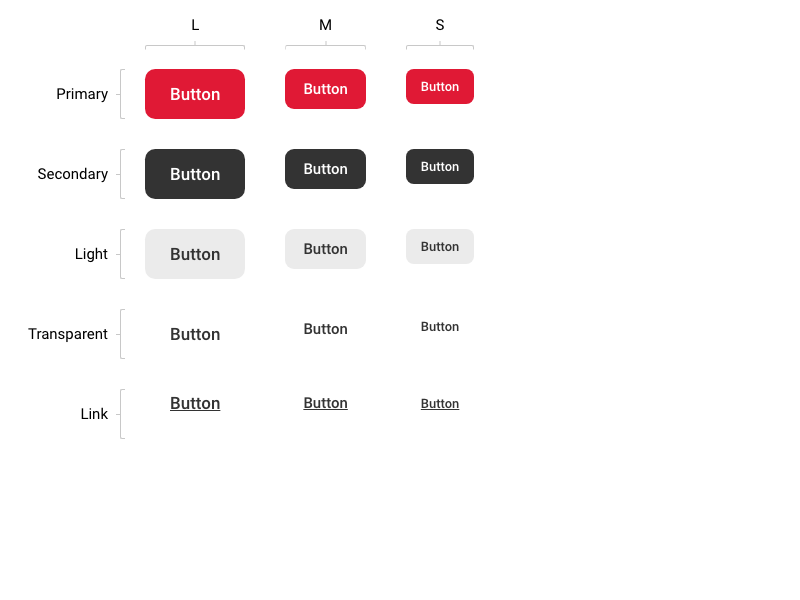 L M S
Primary Button Button Button
Secondary Button Button Button
Light Button Button Button
Transparent Button Button Button
Link Button Button Button